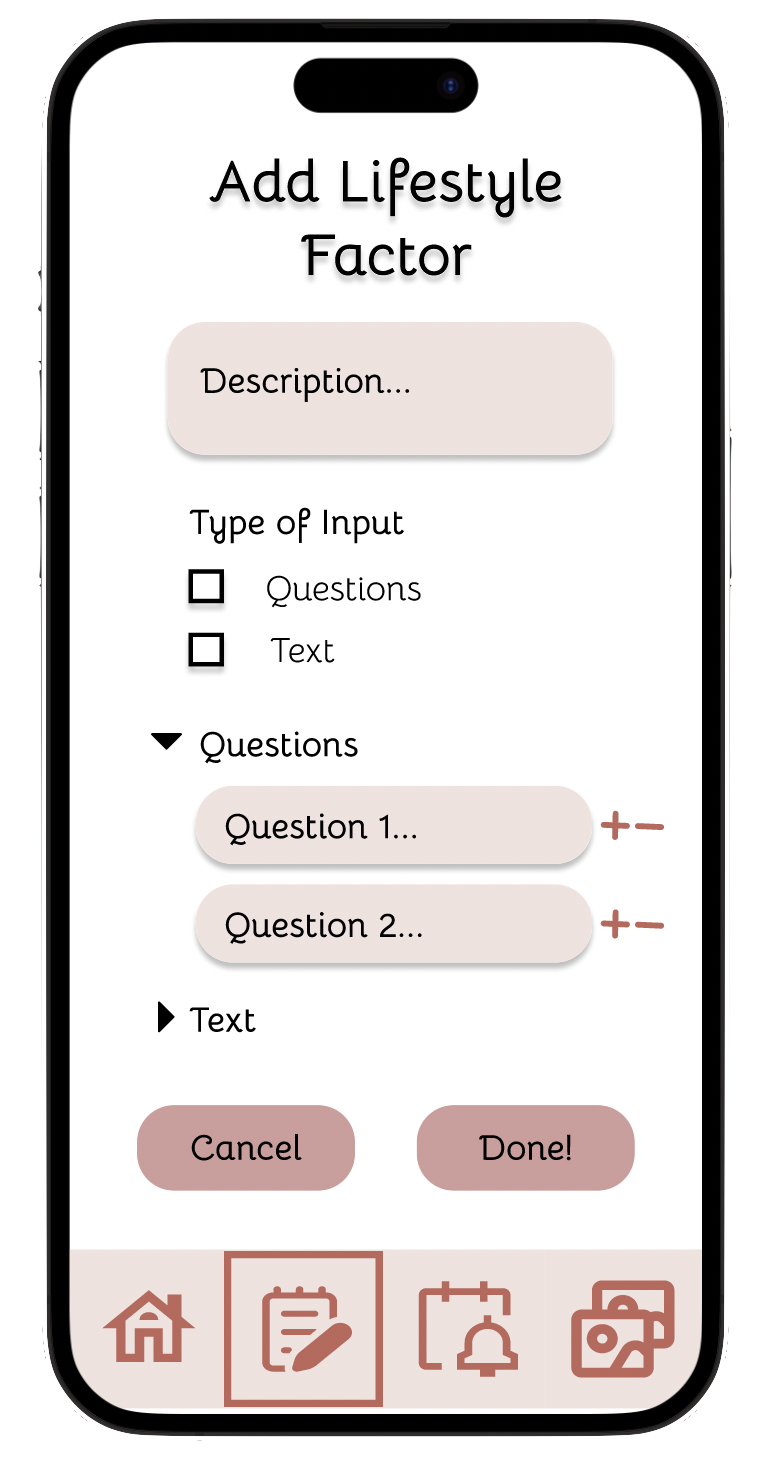 Add Lifestyle
Factor
Description...
Type of Input
Questions
Text
Questions
Question 1...
Question 2...
Text
Cancel
Done!